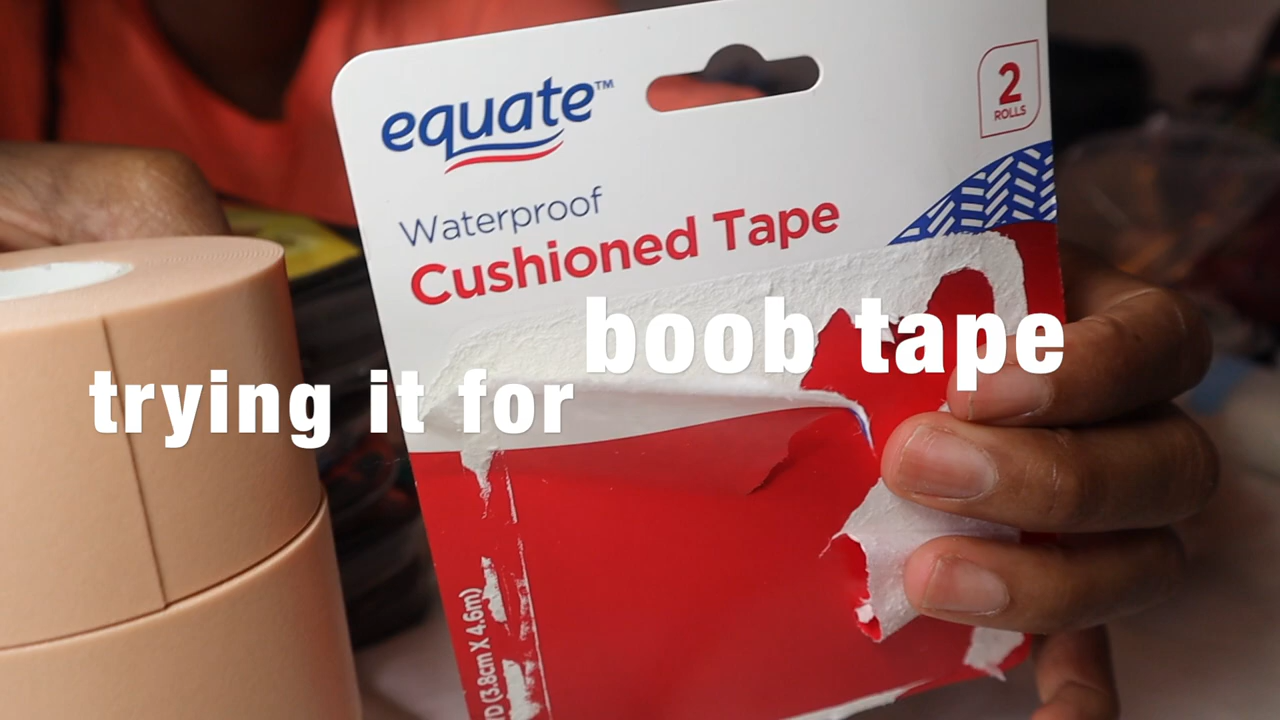 equate™
2
ROLLS
Waterproof
Cushioned Tape
boob tape
trying it for
(3.8cm X 4.6m)